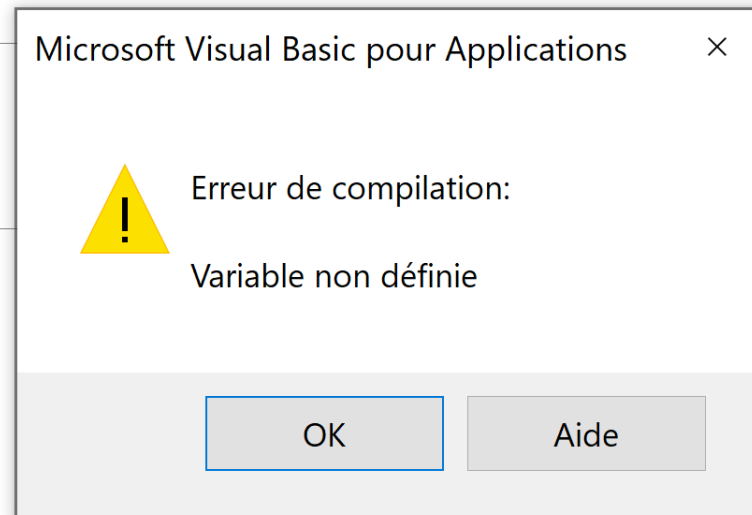 Microsoft Visual Basic pour Applications
Erreur de compilation:
Variable non définie
OK
Aide